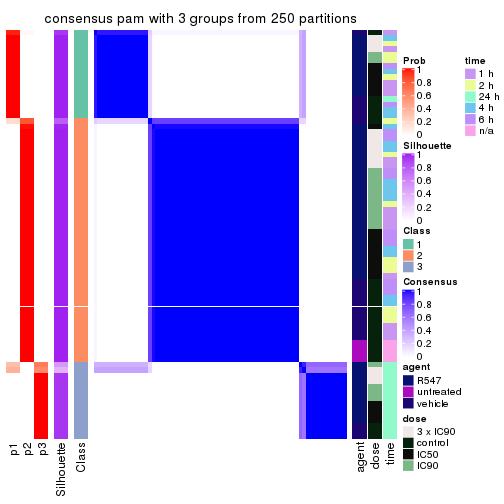 consensus pam with 3 groups from 250 partitions
Prob
1
0.8
0.6
0.4
0.2
0
time
1 h
2 h
24 h
4 h
6 h
n/a
Silhouette
1
0.8
0.6
0.4
0.2
0
Class
1
2
3
Consensus
1
0.8
0.6
0.4
0.2
0
agent
R547
untreated
vehicle
dose
3 x IC90
control
IC50
IC90
p1
p2
p3
Silhouette
Class
agent
dose
time